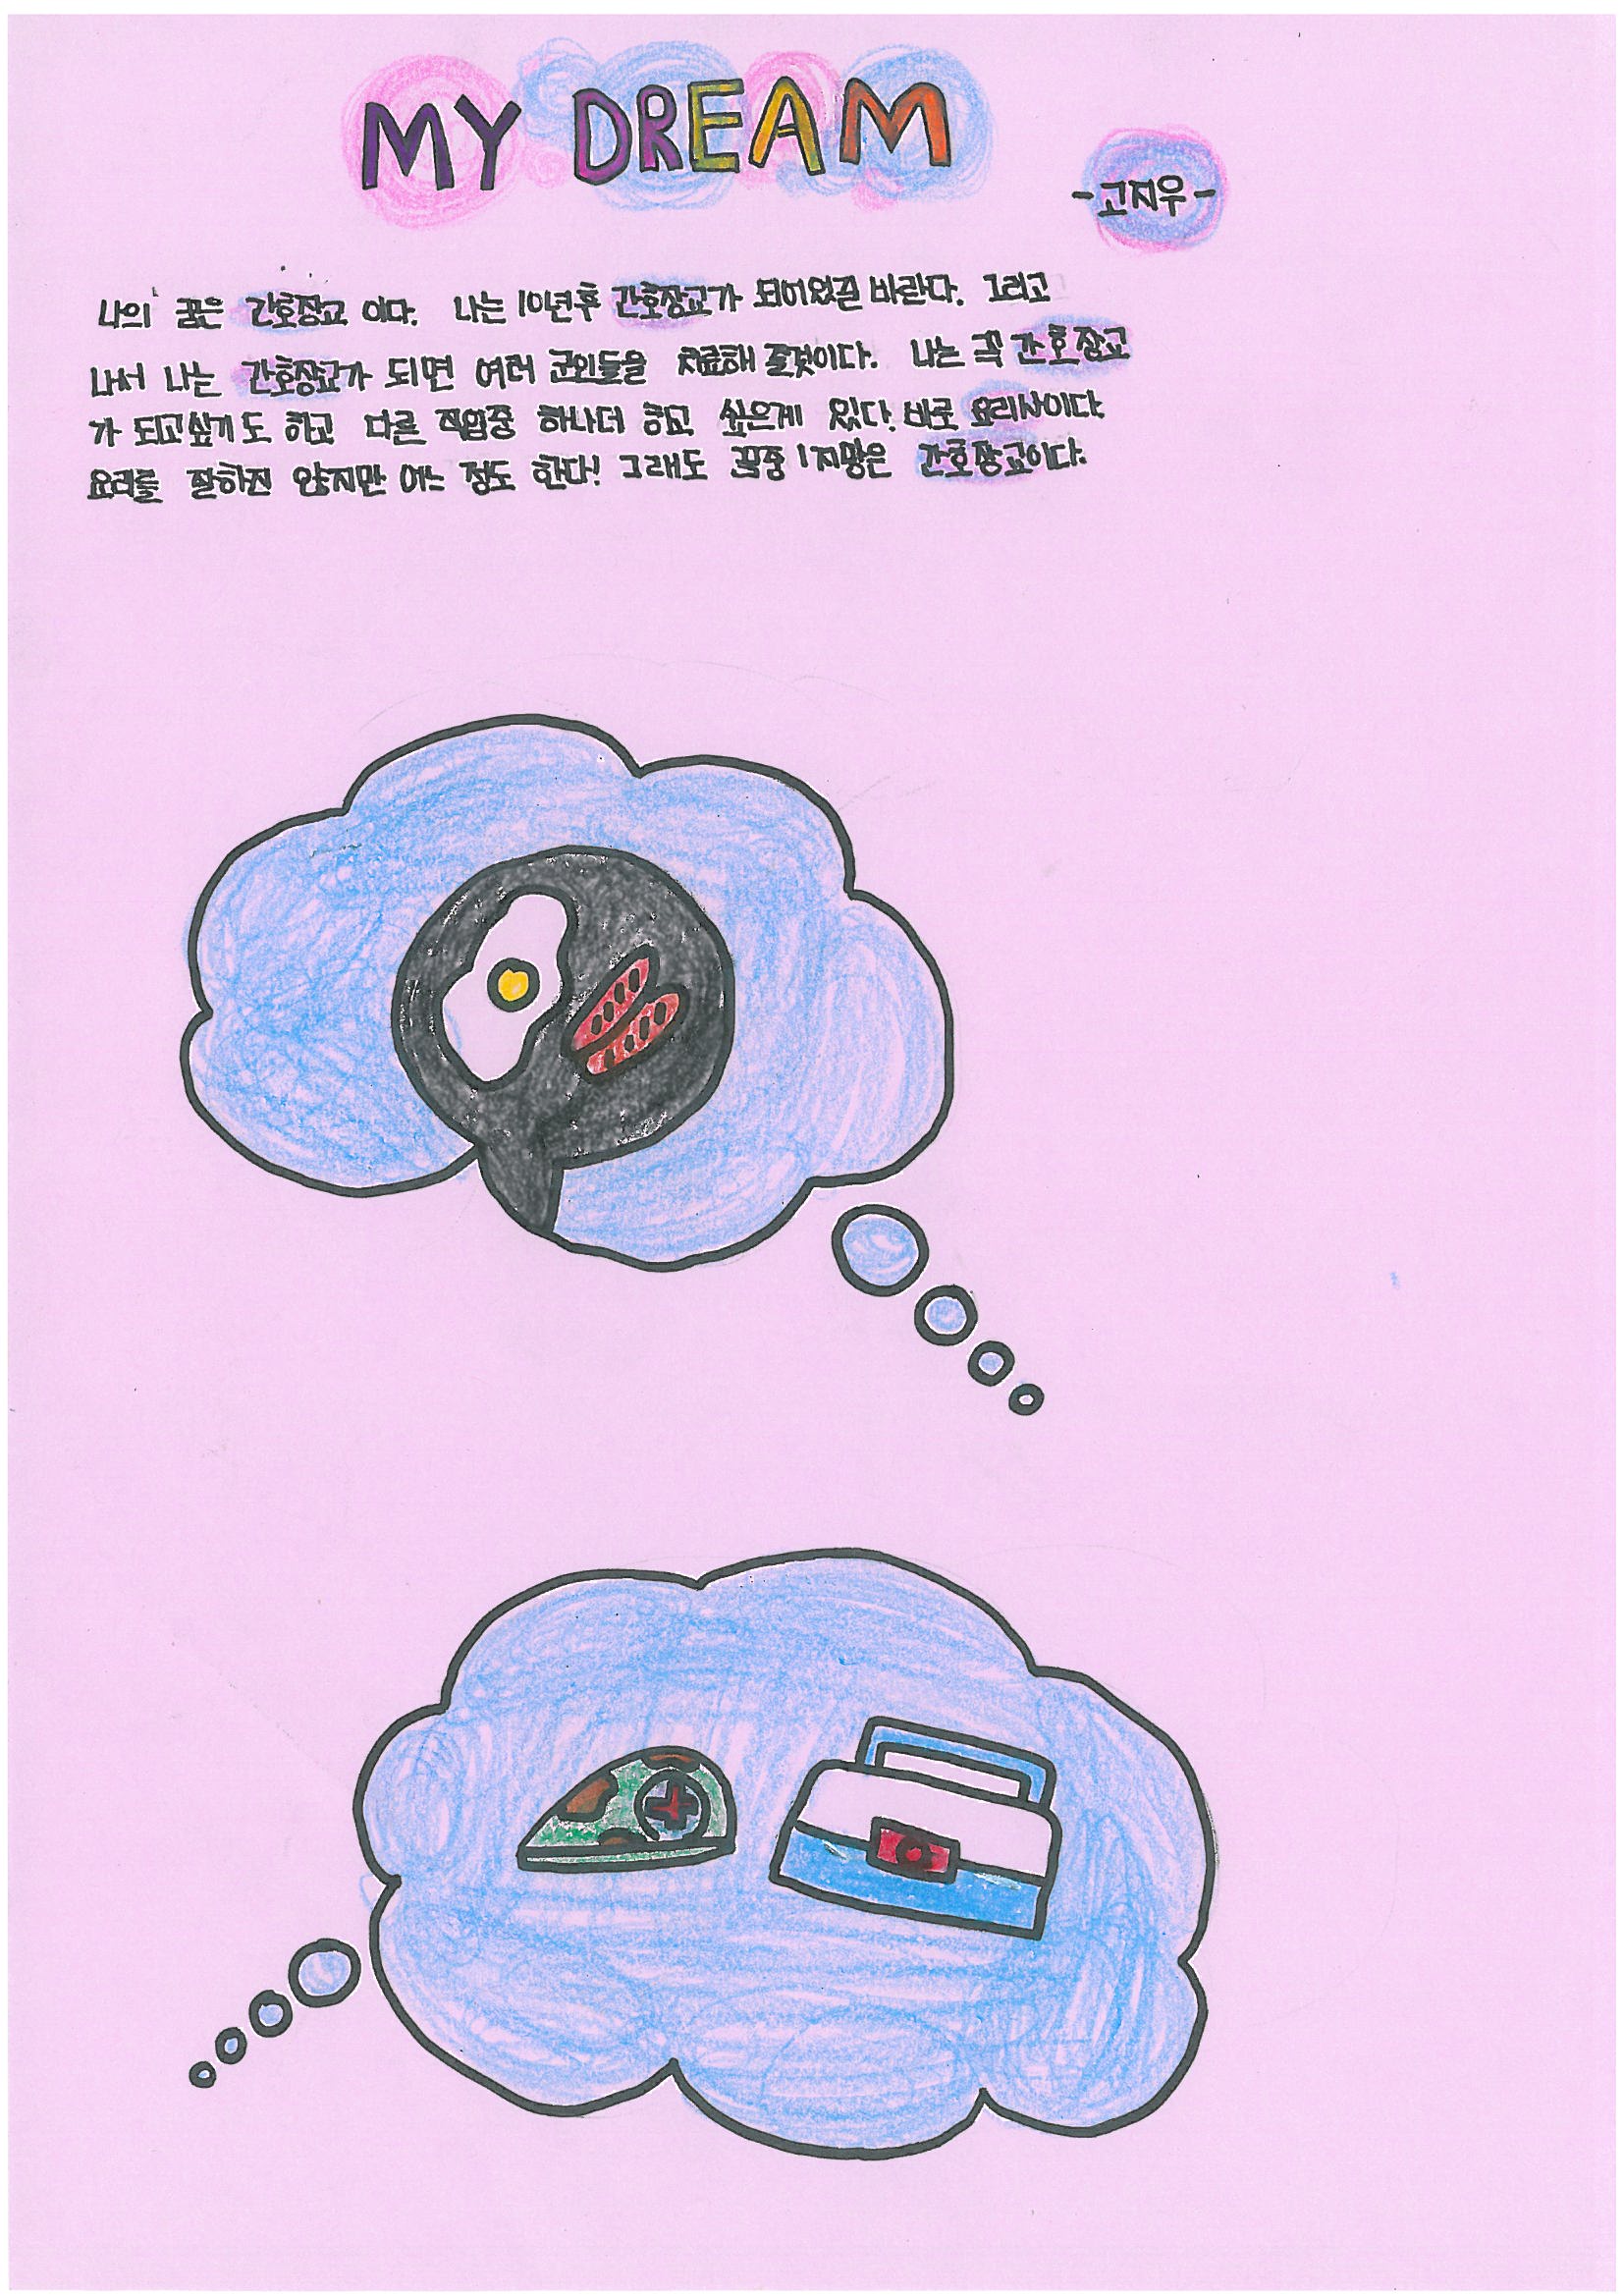 MY DREAM
-고지우-
나의 꿈은 간호장교 이다. 나는 10년후 간호장교가 되어있길 바란다. 그리고
나서 나는 간호장교가 되면 여러 군인들을 치료해 줄것이다. 나는 꼭 간호장교
가 되고싶기도 하고 다른 직업중 하나더 하고 싶은게 있다. 바로 요리사이다.
요리를 잘하진 않지만 어느 정도 한다! 그래도 꿈중 1지망은 간호장교이다.